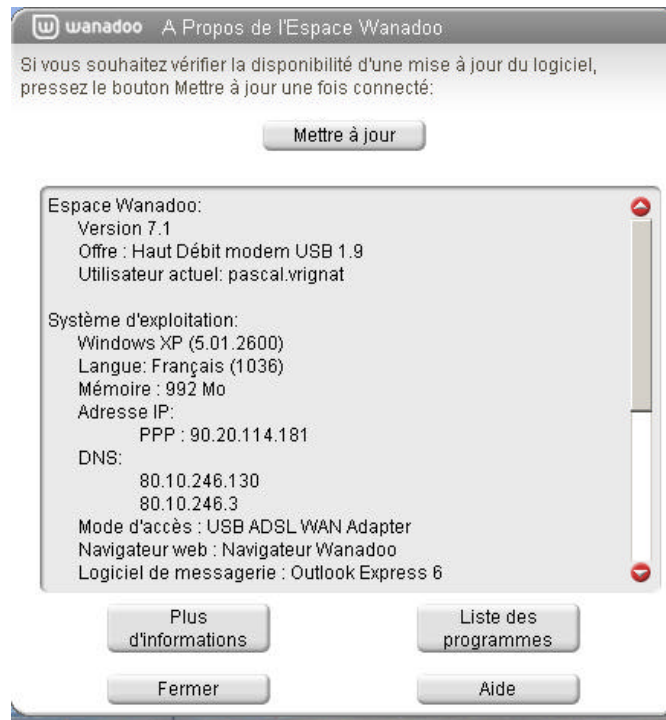 wanadoo A Propos de l'Espace Wanadoo
Si vous souhaitez vérifier la disponibilité d'une mise à jour du logiciel,
pressez le bouton Mettre à jour une fois connecté:
Mettre à jour
Espace Wanadoo:
Version 7.1
Offre : Haut Débit modem USB 1.9
Utilisateur actuel: pascal.vrignat
Système d'exploitation:
Windows XP (5.01.2600)
Langue: Français (1036)
Mémoire : 992 Mo
Adresse IP:
PPP : 90.20.114.181
DNS:
80.10.246.130
80.10.246.3
Mode d'accès : USB ADSL WAN Adapter
Navigateur web : Navigateur Wanadoo
Logiciel de messagerie : Outlook Express 6
Plus
d'informations
Liste des
programmes
Fermer
Aide